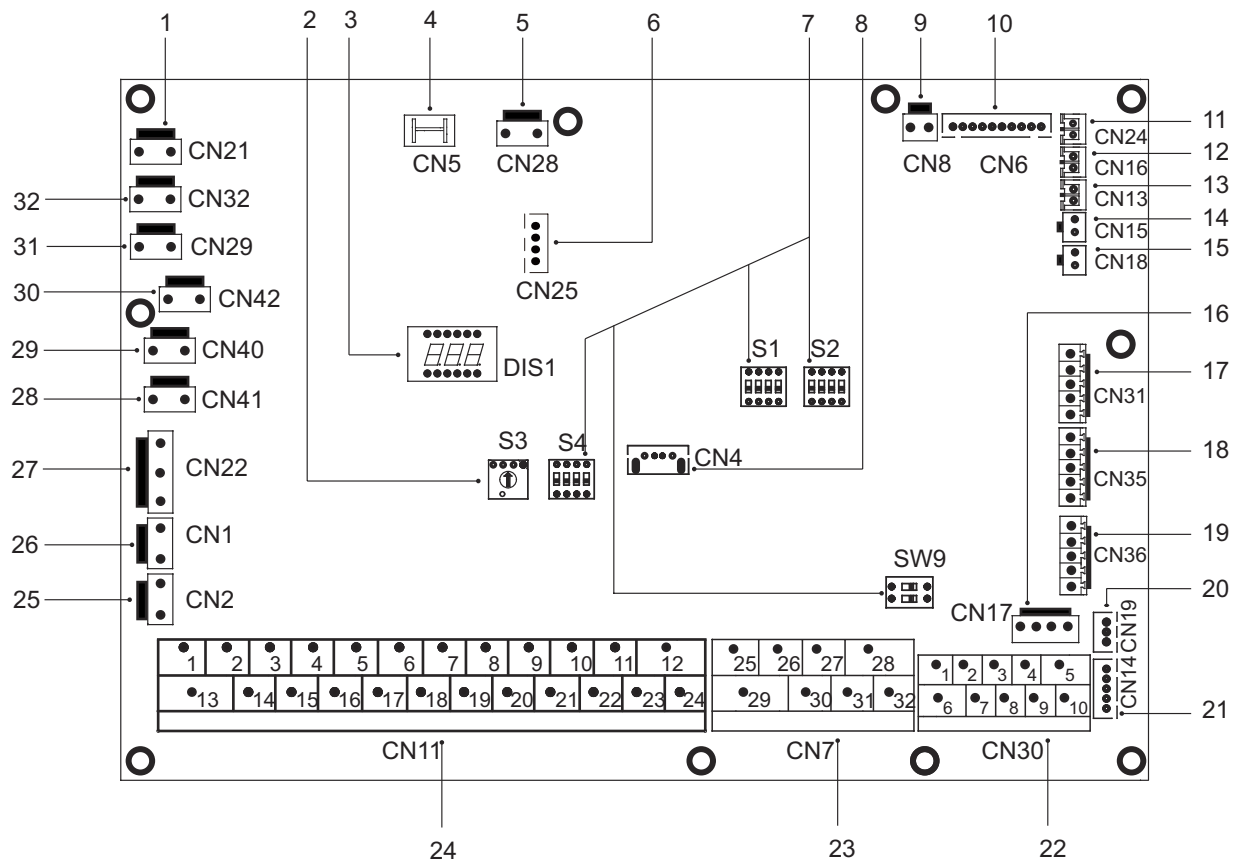 1 2 3 4 5 6 7 8 9 10
CN21
CN5
CN28
CN8
CN6
CN24
11
CN16
12
CN13
13
CN15
14
CN18
15
32
CN32
31
CN29
30
CN42
CN25
29
CN40
DIS1
S1
S2
16
28
CN41
CN31
17
27
CN22
S3
S4
CN4
CN35
18
26
CN1
CN36
19
25
CN2
SW9
CN17
CN19
20
CN14
21
1 2 3 4 5 6 7 8 9 10 11 12
13 14 15 16 17 18 19 20 21 22 23 24
25 26 27 28
29 30 31 32
1 2 3 4 5
6 7 8 9 10
CN11
CN7
CN30
24
23
22